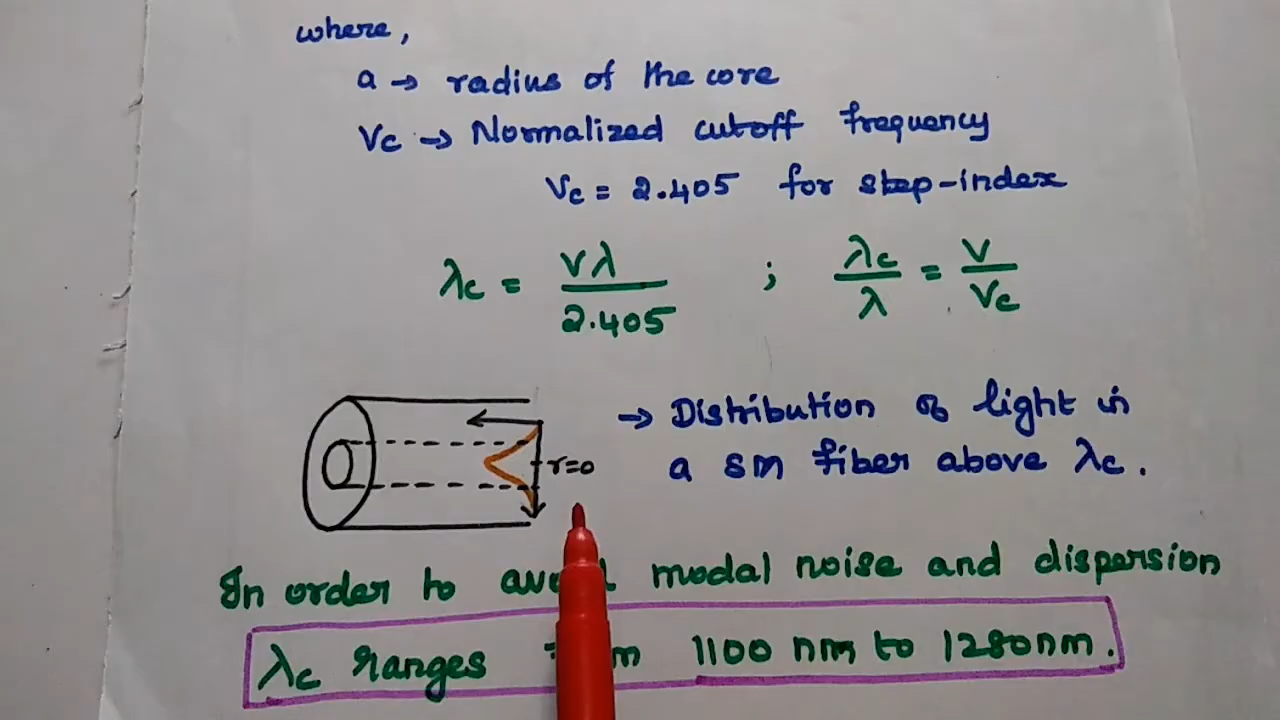 where,
a → radius of the core
Vc → Normalized cutoff frequency
Vc = 2.405 for step-index
λc = Vλ / 2.405 ; λc / λ = V / Vc
r=0
→ Distribution of light in
a SM fiber above λc.
In order to modal noise and dispersion
λc ranges 1100 nm to 1280nm.